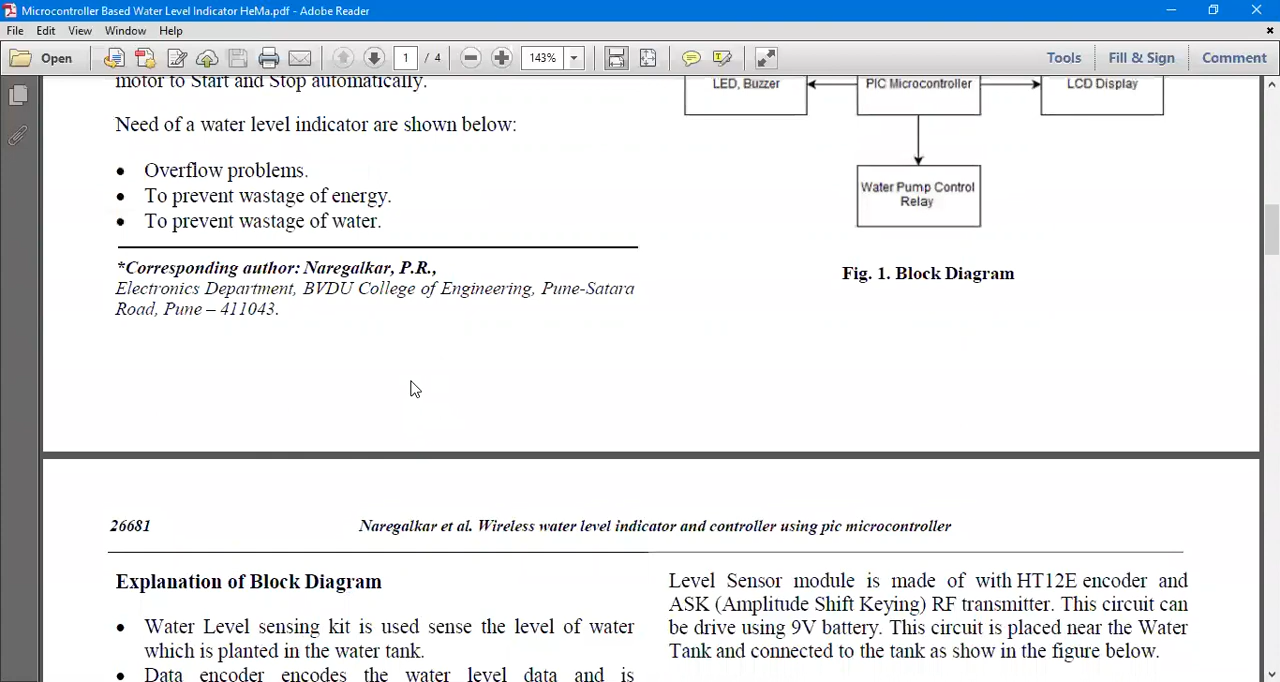 Microcontroller Based Water Level Indicator HeMa.pdf - Adobe Reader
File Edit View Window Help
Open 1 / 4 143% Tools Fill & Sign Comment
motor to Start and Stop automatically.
Need of a water level indicator are shown below:
• Overflow problems.
• To prevent wastage of energy.
• To prevent wastage of water.
*Corresponding author: Naregalkar, P.R.,
Electronics Department, BVDU College of Engineering, Pune-Satara
Road, Pune – 411043.
LED, Buzzer
PIC Microcontroller
LCD Display
Water Pump Control
Relay
Fig. 1. Block Diagram
26681 Naregalkar et al. Wireless water level indicator and controller using pic microcontroller
Explanation of Block Diagram
• Water Level sensing kit is used sense the level of water
which is planted in the water tank.
• Data encoder encodes the water level data and is
Level Sensor module is made of with HT12E encoder and
ASK (Amplitude Shift Keying) RF transmitter. This circuit can
be drive using 9V battery. This circuit is placed near the Water
Tank and connected to the tank as show in the figure below.